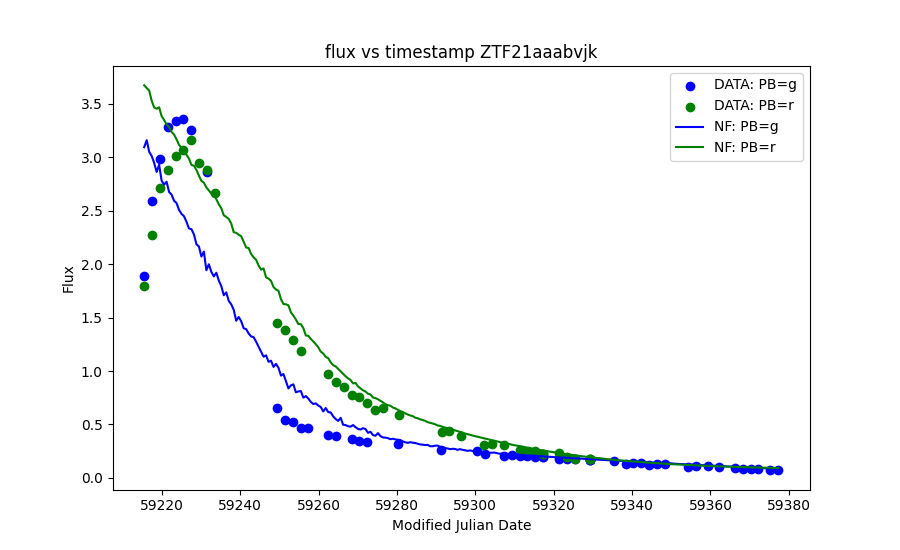 flux vs timestamp ZTF21aaabvjk
DATA: PB=g
DATA: PB=r
NF: PB=g
NF: PB=r
Flux
3.5
3.0
2.5
2.0
1.5
1.0
0.5
0.0
59220 59240 59260 59280 59300 59320 59340 59360 59380
Modified Julian Date